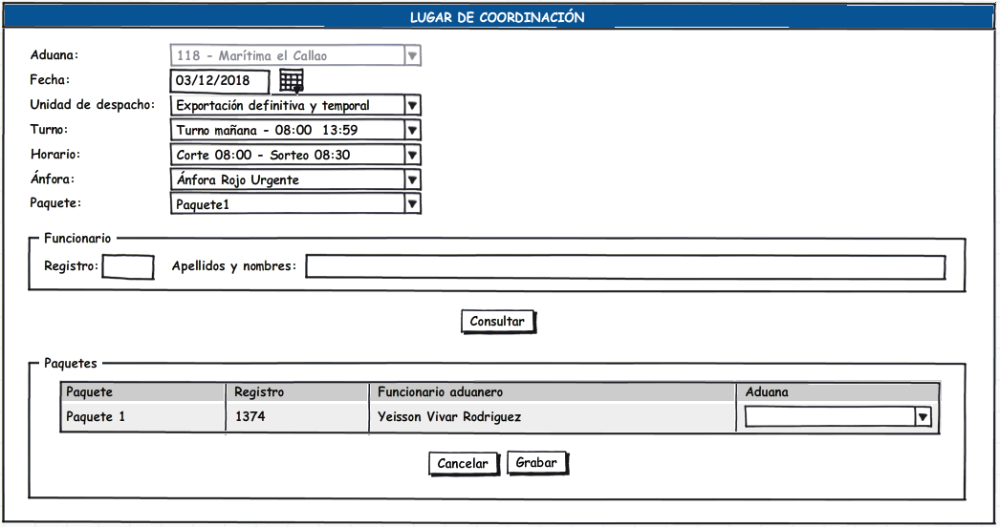 LUGAR DE COORDINACIÓN
Aduana: 118 - Marítima el Callao
Fecha: 03/12/2018
Unidad de despacho: Exportación definitiva y temporal
Turno: Turno mañana - 08:00 13:59
Horario: Corte 08:00 - Sorteo 08:30
Ánfora: Ánfora Rojo Urgente
Paquete: Paquete1
Funcionario
Registro: Apellidos y nombres:
Consultar
Paquetes
Paquete Registro Funcionario aduanero Aduana
Paquete 1 1374 Yeisson Vivar Rodriguez
Cancelar Grabar